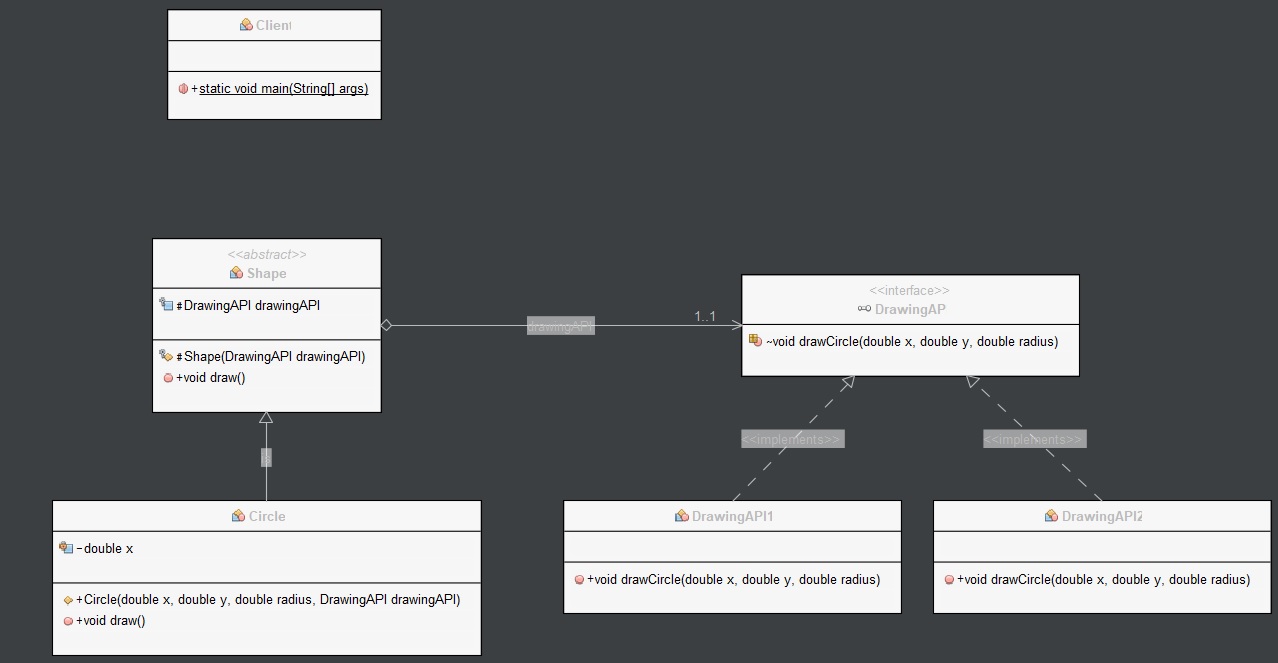 Client
+static void main(String[] args)
<<abstract>>
Shape
#DrawingAPI drawingAPI
#Shape(DrawingAPI drawingAPI)
+void draw()
drawingAPI
1..1
<<interface>>
DrawingAP
~void drawCircle(double x, double y, double radius)
<<implements>>
<<implements>>
Circle
-double x
+Circle(double x, double y, double radius, DrawingAPI drawingAPI)
+void draw()
DrawingAPI1
+void drawCircle(double x, double y, double radius)
DrawingAPI2
+void drawCircle(double x, double y, double radius)